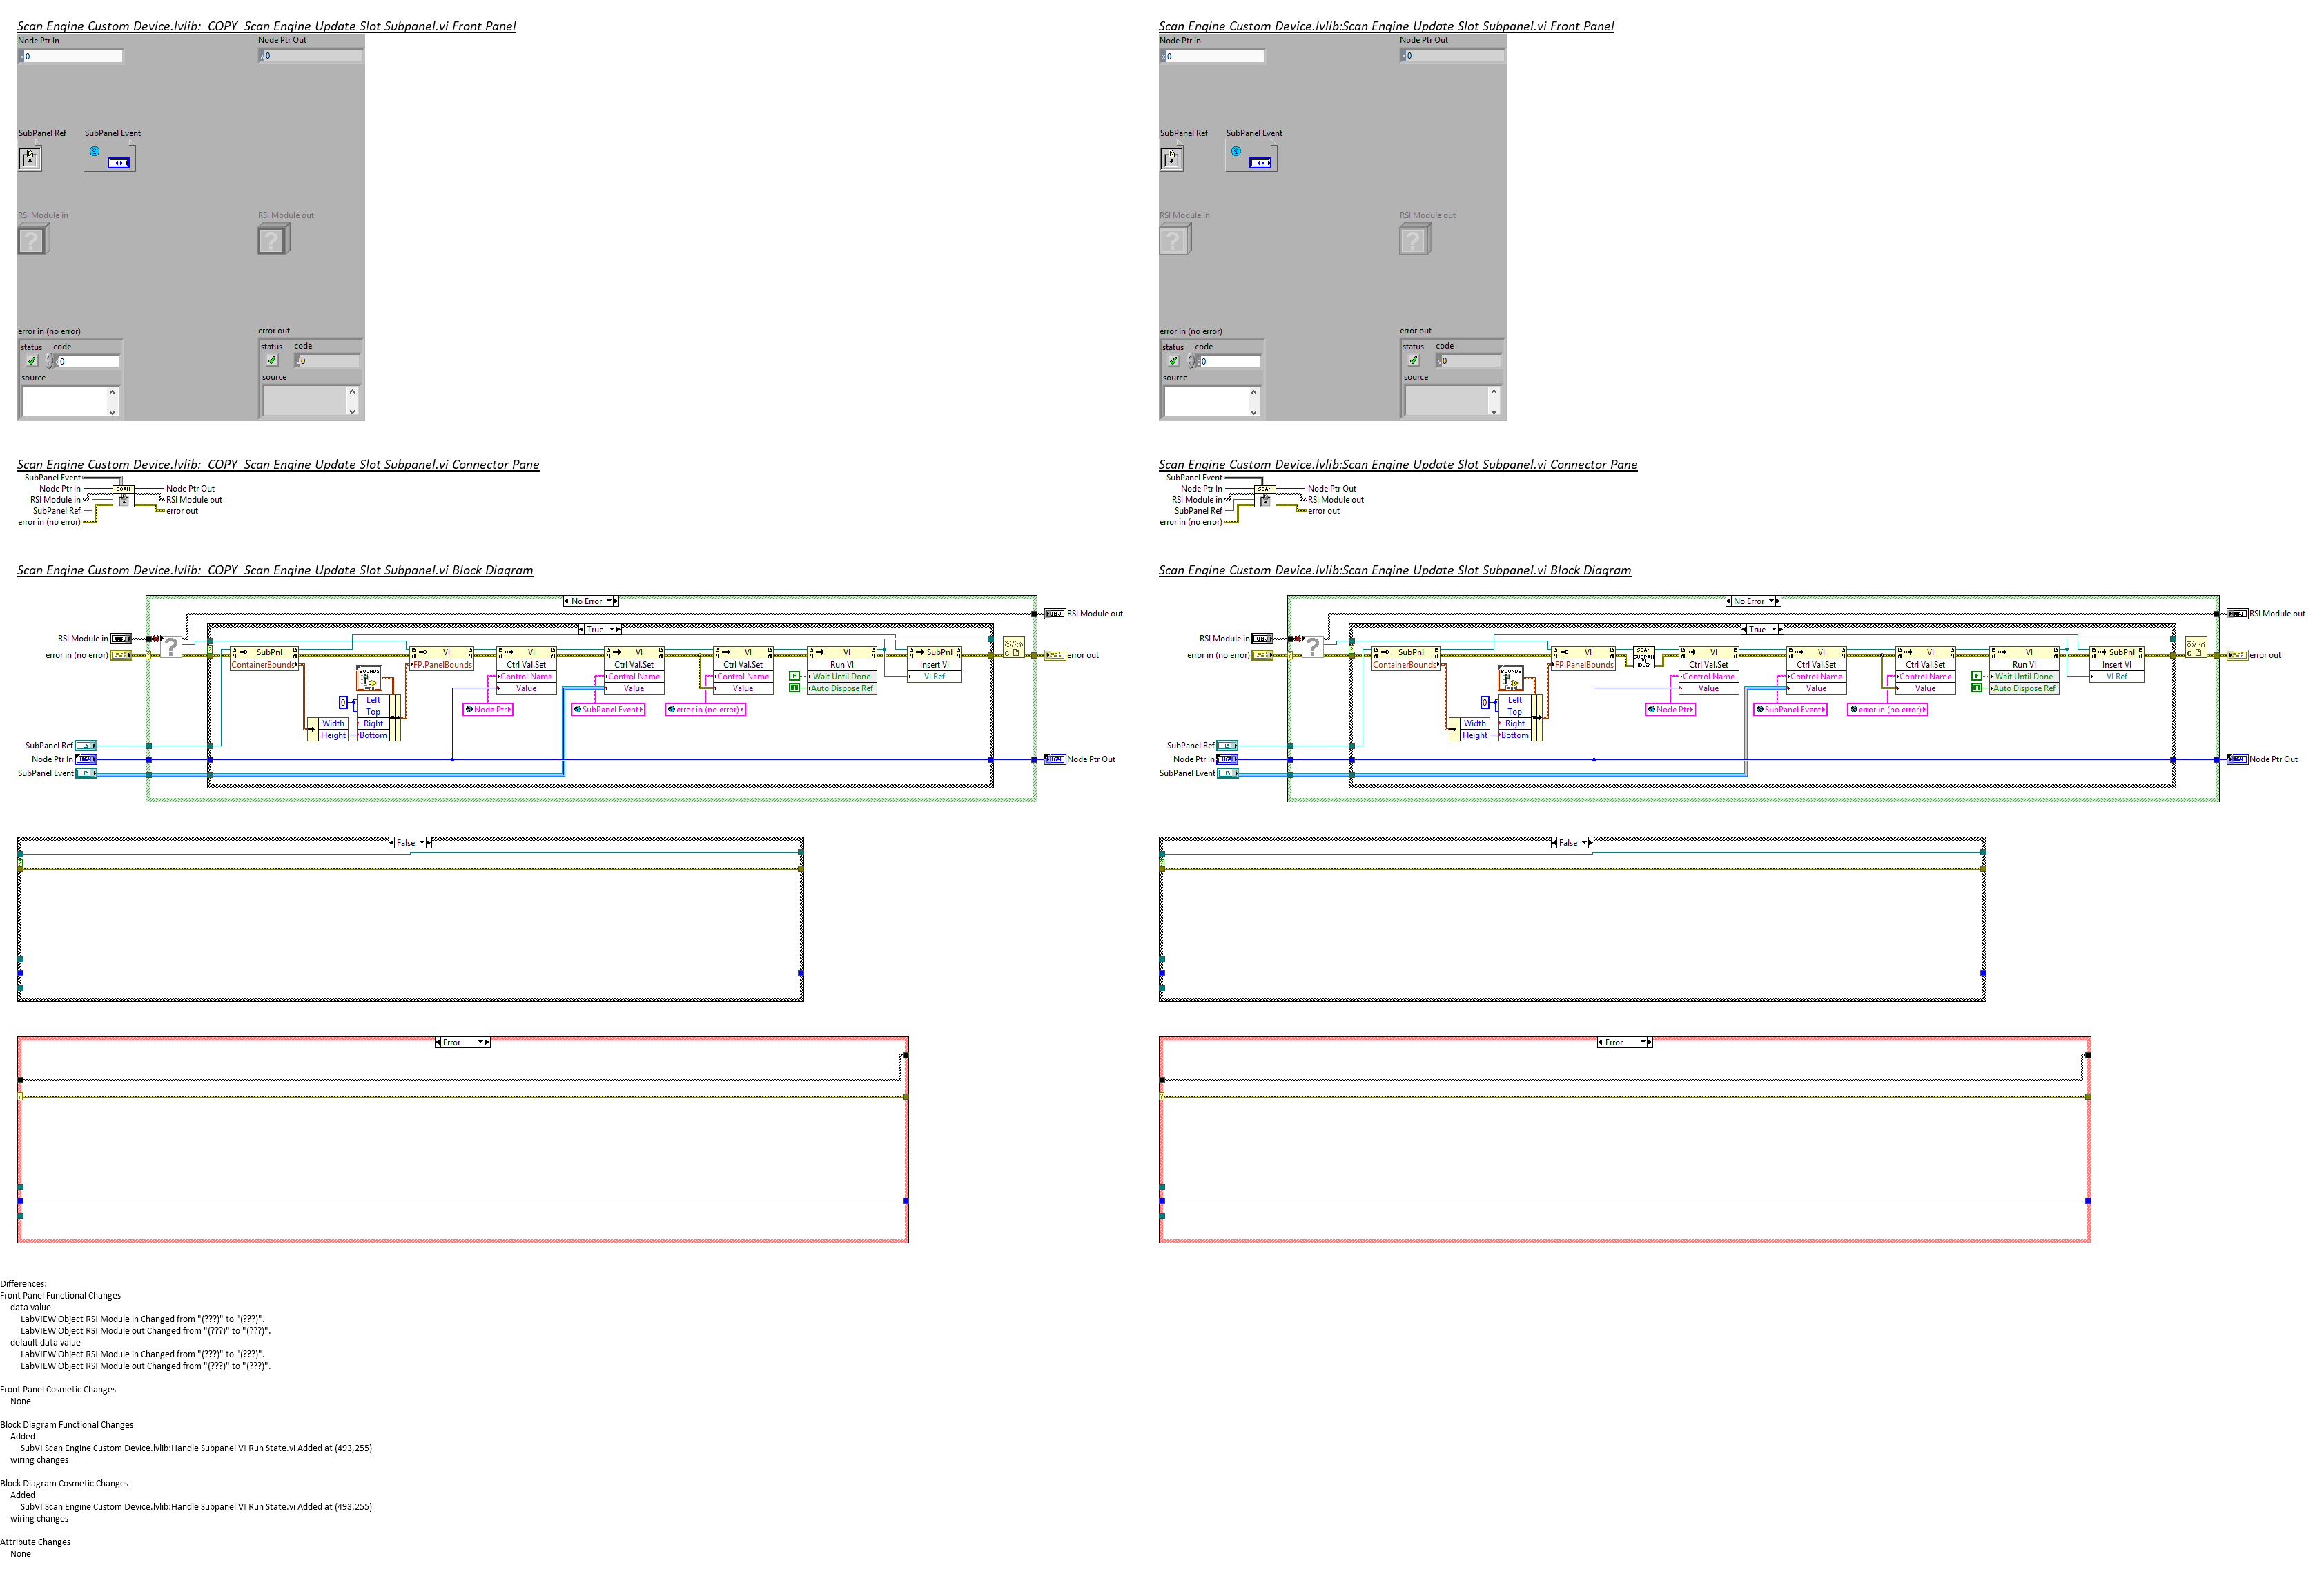 Scan Engine Custom Device.lvlib:  COPY  Scan Engine Update Slot Subpanel.vi Front Panel
Node Ptr In
Node Ptr Out
0
0
SubPanel Ref
SubPanel Event
RSI Module in
RSI Module out
error in (no error)
error out
status code
status code
0
0
source
source
Scan Engine Custom Device.lvlib:Scan Engine Update Slot Subpanel.vi Front Panel
Node Ptr In
Node Ptr Out
0
0
SubPanel Ref
SubPanel Event
RSI Module in
RSI Module out
error in (no error)
error out
status code
status code
0
0
source
source
Scan Engine Custom Device.lvlib:  COPY  Scan Engine Update Slot Subpanel.vi Connector Pane
SubPanel Event
Node Ptr In
SCAN
Node Ptr Out
RSI Module in
RSI Module out
SubPanel Ref
error out
error in (no error)
Scan Engine Custom Device.lvlib:Scan Engine Update Slot Subpanel.vi Connector Pane
SubPanel Event
Node Ptr In
SCAN
Node Ptr Out
RSI Module in
RSI Module out
SubPanel Ref
error out
error in (no error)
Scan Engine Custom Device.lvlib:  COPY  Scan Engine Update Slot Subpanel.vi Block Diagram
No Error
OBJ RSI Module out
True
RSI Module in OBJ
error in (no error)
error out
SubPnl
ContainerBounds
VI
FP.PanelBounds
VI
Ctrl Val.Set
Control Name
Value
VI
Ctrl Val.Set
Control Name
Value
VI
Ctrl Val.Set
Control Name
Value
VI
Run VI
F Wait Until Done
T Auto Dispose Ref
SubPnl
Insert VI
VI Ref
BOUNDS
0
Left
Top
Width Right
Height Bottom
Node Ptr
SubPanel Event
error in (no error)
SubPanel Ref
Node Ptr In
Node Ptr Out
SubPanel Event
Scan Engine Custom Device.lvlib:Scan Engine Update Slot Subpanel.vi Block Diagram
No Error
OBJ RSI Module out
True
RSI Module in OBJ
error in (no error)
error out
SubPnl
ContainerBounds
VI
FP.PanelBounds
SCAN
VI
Ctrl Val.Set
Control Name
Value
VI
Ctrl Val.Set
Control Name
Value
VI
Ctrl Val.Set
Control Name
Value
VI
Run VI
F Wait Until Done
T Auto Dispose Ref
SubPnl
Insert VI
VI Ref
BOUNDS
0
Left
Top
Width Right
Height Bottom
Node Ptr
SubPanel Event
error in (no error)
SubPanel Ref
Node Ptr In
Node Ptr Out
SubPanel Event
False
False
Error
Error
Differences:
Front Panel Functional Changes
data value
LabVIEW Object RSI Module in Changed from "(???)" to "(???)".
LabVIEW Object RSI Module out Changed from "(???)" to "(???)".
default data value
LabVIEW Object RSI Module in Changed from "(???)" to "(???)".
LabVIEW Object RSI Module out Changed from "(???)" to "(???)".
Front Panel Cosmetic Changes
None
Block Diagram Functional Changes
Added
SubVI Scan Engine Custom Device.lvlib:Handle Subpanel VI Run State.vi Added at (493,255)
wiring changes
Block Diagram Cosmetic Changes
Added
SubVI Scan Engine Custom Device.lvlib:Handle Subpanel VI Run State.vi Added at (493,255)
wiring changes
Attribute Changes
None